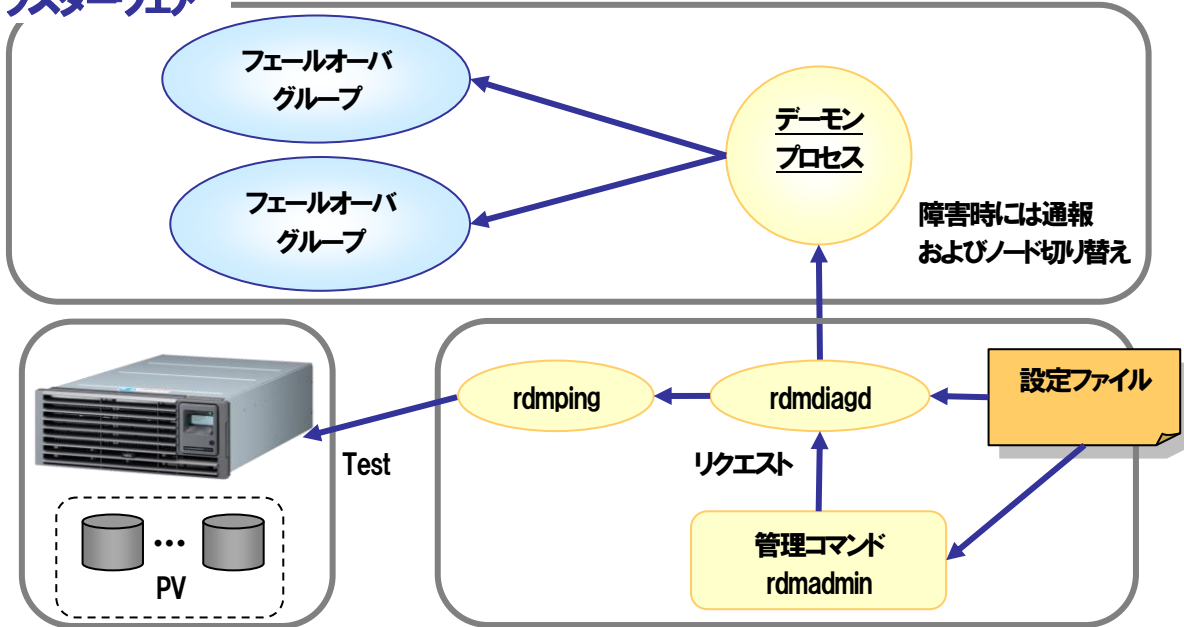 フェールオーバ
グループ
デーモン
プロセス
フェールオーバ
グループ
障害時には通報
およびノード切り替え
rdmping
rdmdiagd
設定ファイル
Test
リクエスト
•••
PV
管理コマンド
rdmadmin